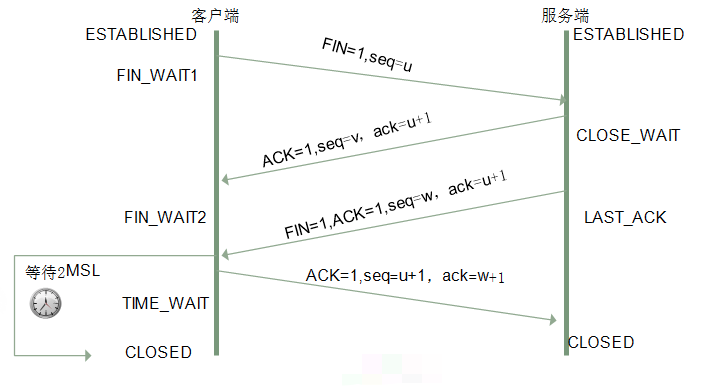 客户端
服务端
ESTABLISHED
ESTABLISHED
FIN=1,seq=u
FIN_WAIT1
ACK=1,seq=v，ack=u+1
CLOSE_WAIT
FIN=1,ACK=1,seq=w，ack=u+1
FIN_WAIT2
LAST_ACK
等待2MSL
ACK=1,seq=u+1，ack=w+1
TIME_WAIT
CLOSED
CLOSED